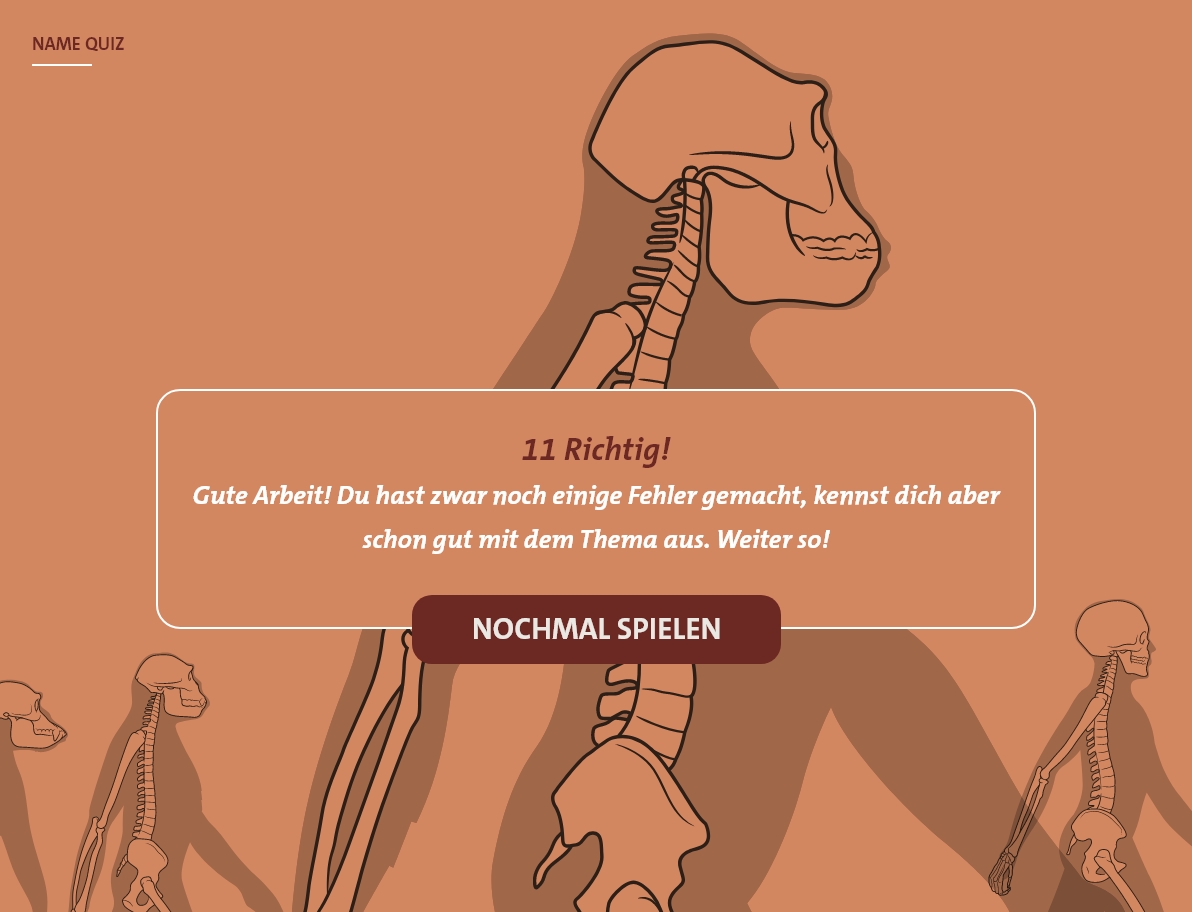 NAME QUIZ
11 Richtig!
Gute Arbeit! Du hast zwar noch einige Fehler gemacht, kennst dich aber
schon gut mit dem Thema aus. Weiter so!
NOCHMAL SPIELEN